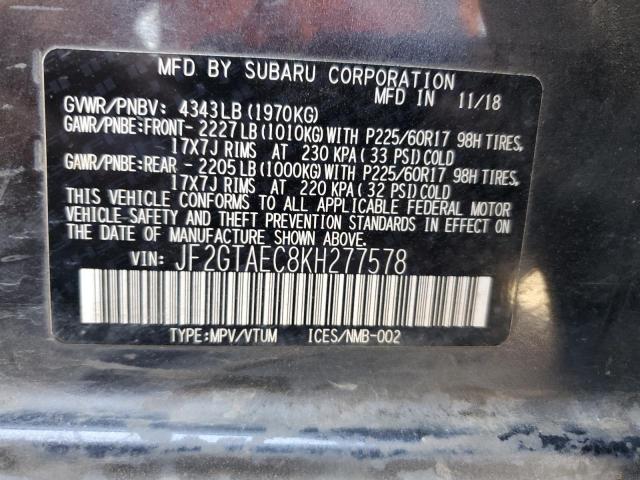 MFD BY SUBARU CORPORATION
MFD IN 11/18
GVWR/PNBV: 4343LB (1970KG)
GAWR/PNBE:FRONT- 2227LB(1010KG)WITH P225/60R17 98H TIRES,
17X7J RIMS AT 230 KPA (33 PSI)COLD
GAWR/PNBE:REAR - 2205LB(1000KG)WITH P225/60R17 98H TIRES,
17X7J RIMS AT 220 KPA (32 PSI)COLD
THIS VEHICLE CONFORMS TO ALL APPLICABLE FEDERAL MOTOR
VEHICLE-SAFETY AND THEFT PREVENTION STANDARDS IN EFFECT
ON THE DATE OF MANUFACTURE SHOWN ABOVE.
VIN: JF2GTAEC8KH277578
TYPE:MPV/VTUM ICES/NMB-002